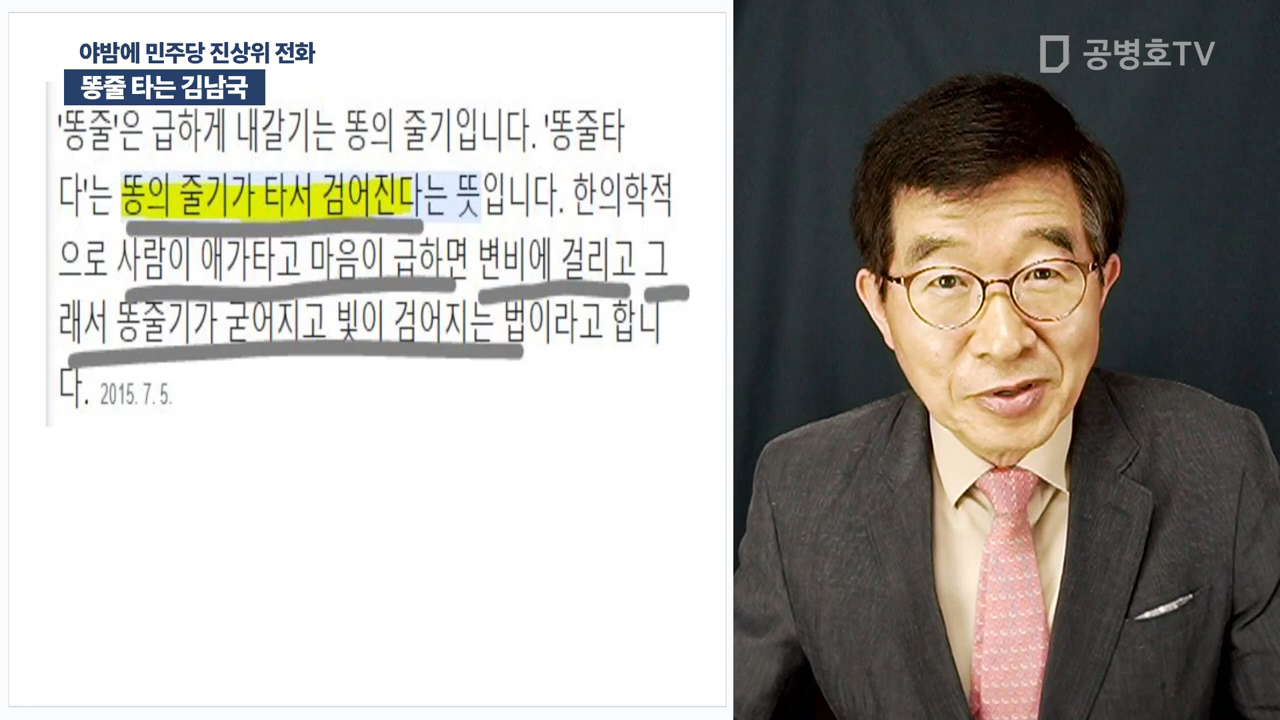 야밤에 민주당 진상위 전화
똥줄 타는 김남국
'똥줄'은 급하게 내갈기는 똥의 줄기입니다. '똥줄타
다'는 똥의 줄기가 타서 검어진다는 뜻입니다. 한의학적
으로 사람이 애가타고 마음이 급하면 변비에 걸리고 그
래서 똥줄기가 굳어지고 빛이 검어지는 법이라고 합니
다. 2015. 7. 5.
공병호TV